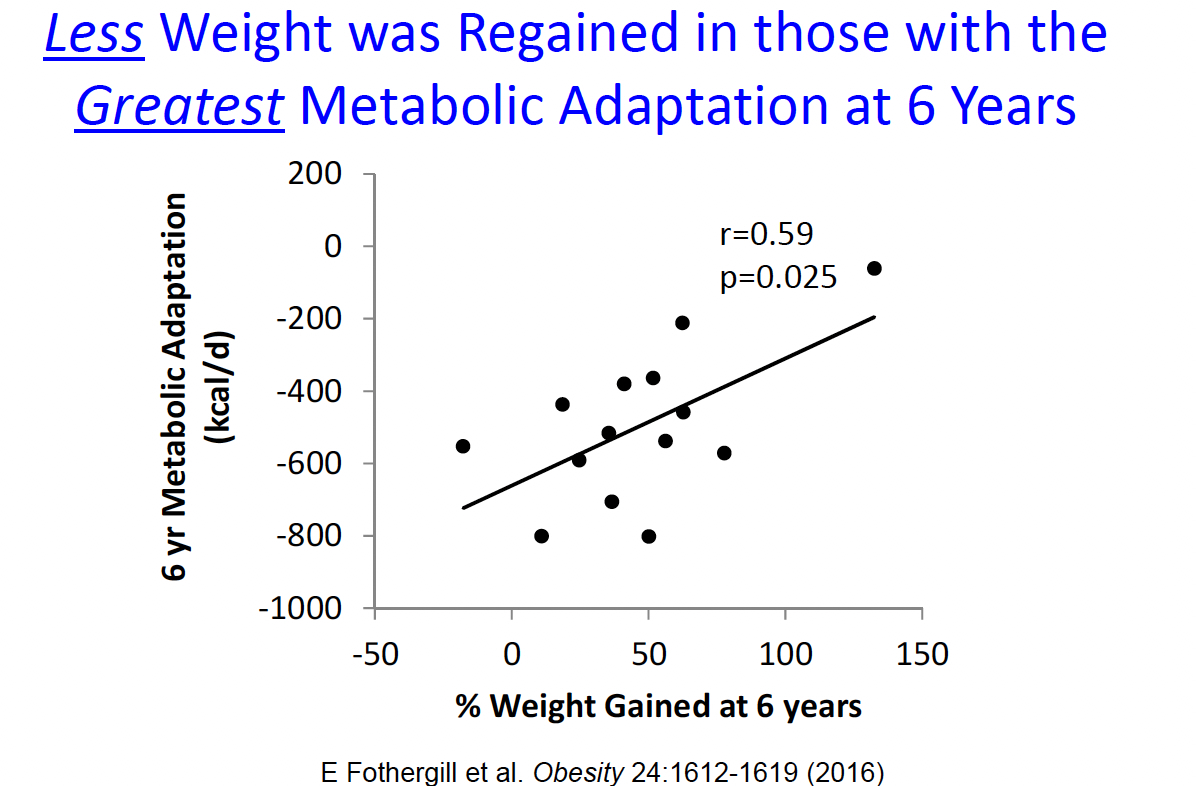 Less Weight was Regained in those with the
Greatest Metabolic Adaptation at 6 Years
200
0
-200
-400
-600
-800
-1000
6 yr Metabolic Adaptation
(kcal/d)
r=0.59
p=0.025
-50 0 50 100 150
% Weight Gained at 6 years
E Fothergill et al. Obesity 24:1612-1619 (2016)